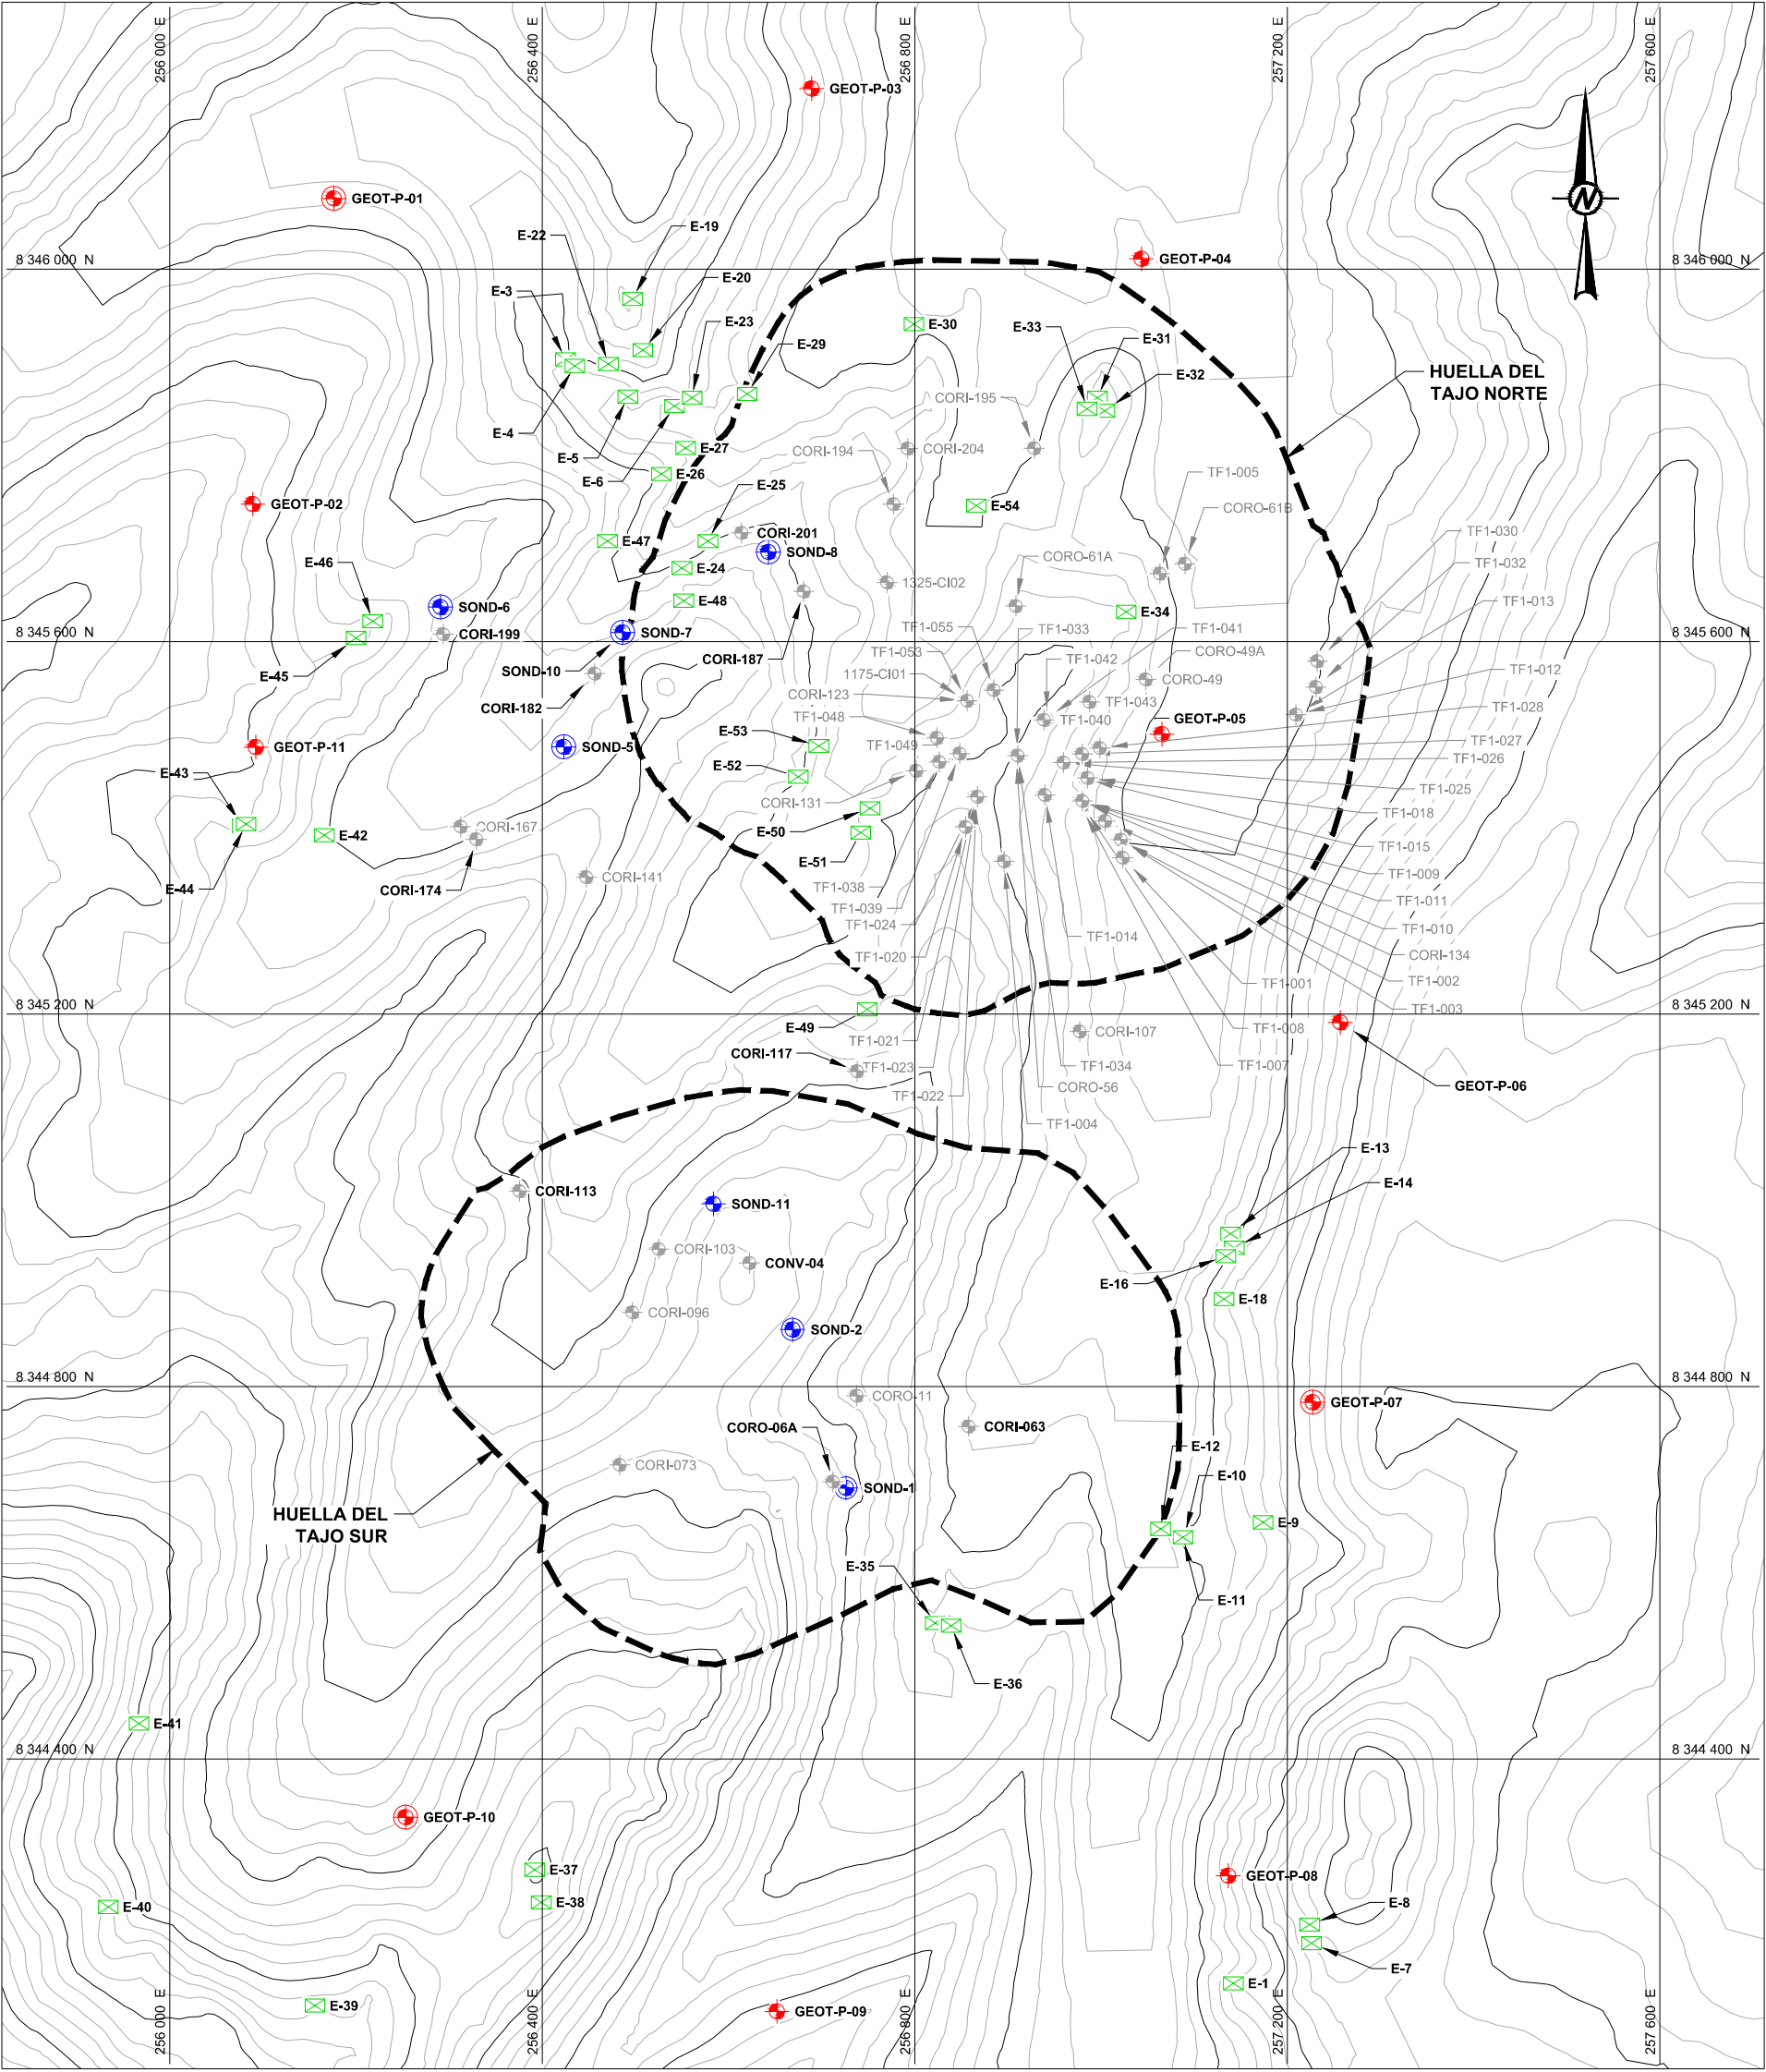 256 000 E
256 400 E
256 800 E
257 200 E
257 600 E
GEOT-P-03
GEOT-P-01
N
E-19
E-22
GEOT-P-04
8 346 000 N
8 346 000 N
E-20
E-3
E-23
E-30
E-33
E-31
E-29
HUELLA DEL
TAJO NORTE
E-32
CORI-195
E-4
E-27
CORI-194
CORI-204
E-5
TF1-005
E-6
E-26
E-25
GEOT-P-02
E-54
CORO-61B
TF1-030
CORI-201
E-47
SOND-8
CORO-61A
E-46
TF1-032
E-24
1325-CI02
E-48
TF1-013
SOND-6
E-34
TF1-055
TF1-033
TF1-041
CORI-199
SOND-7
8 345 600 N
8 345 600 N
TF1-053
CORO-49A
CORI-187
TF1-042
TF1-012
SOND-10
1175-CI01
E-45
CORO-49
CORI-123
CORI-182
TF1-043
TF1-028
TF1-048
TF1-040
GEOT-P-05
E-53
TF1-049
TF1-027
GEOT-P-11
SOND-5
TF1-026
E-52
E-43
TF1-025
CORI-131
TF1-018
E-50
CORI-167
E-42
TF1-015
E-51
TF1-009
CORI-141
TF1-038
E-44
CORI-174
TF1-011
TF1-039
TF1-024
TF1-010
TF1-014
TF1-020
CORI-134
TF1-001
TF1-002
8 345 200 N
8 345 200 N
TF1-003
E-49
TF1-008
CORI-107
TF1-021
CORI-117
TF1-023
TF1-034
TF1-007
GEOT-P-06
CORO-56
TF1-022
TF1-004
E-13
E-14
CORI-113
SOND-11
CORI-103
CONV-04
E-16
E-18
CORI-096
SOND-2
8 344 800 N
8 344 800 N
CORO-11
GEOT-P-07
CORO-06A
CORI-063
E-12
CORI-073
E-10
SOND-1
HUELLA DEL
TAJO SUR
E-9
E-35
E-11
E-36
E-41
8 344 400 N
8 344 400 N
GEOT-P-10
E-37
GEOT-P-08
E-38
E-8
E-40
E-7
E-1
E-39
GEOT-P-09
256 000 E
256 400 E
256 800 E
257 200 E
257 600 E